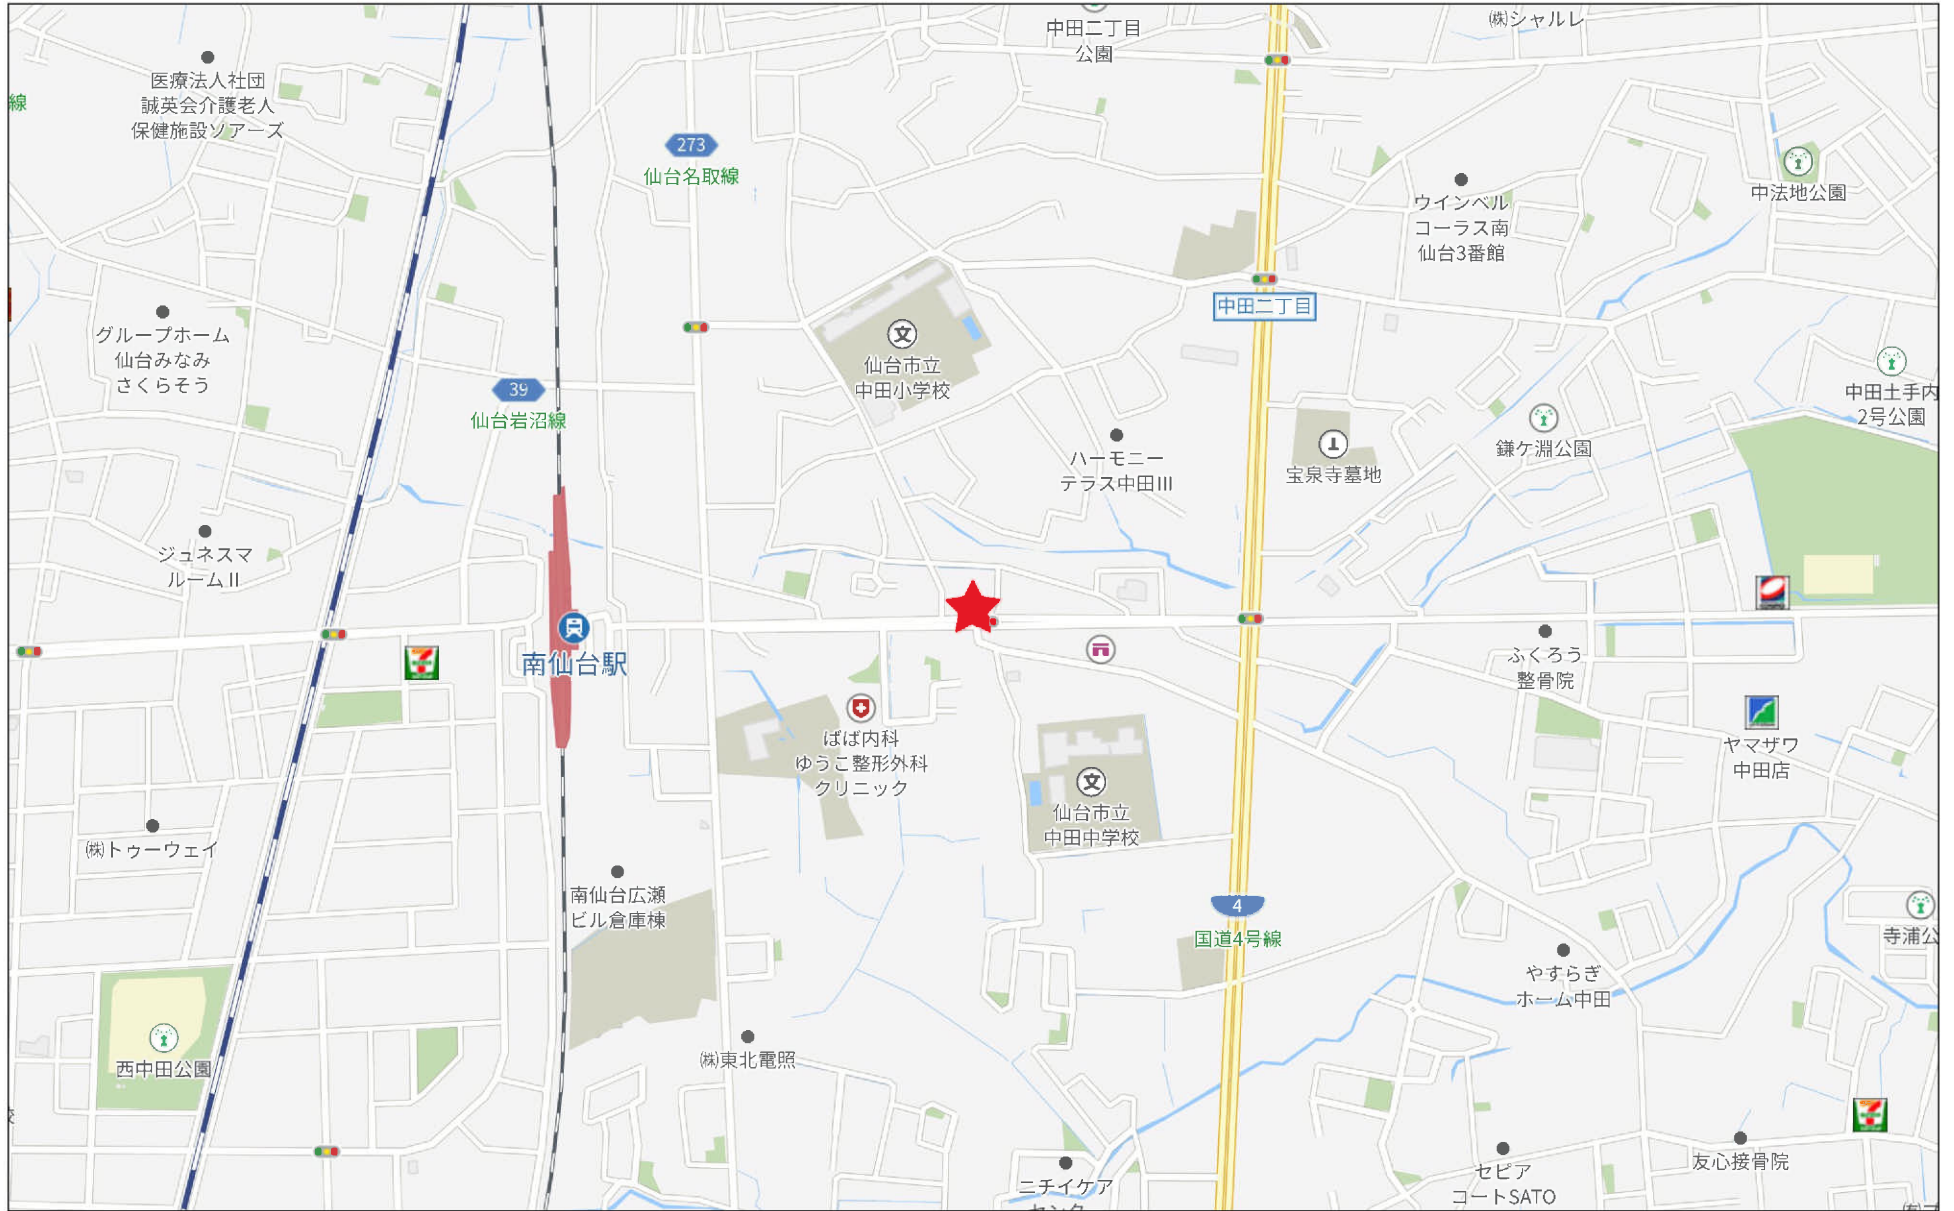 中田二丁目
公園
㈱シャルレ
医療法人社団
誠英会介護老人
保健施設ソアーズ
線
273
仙台名取線
ウインベル
コーラス南
仙台3番館
中法地公園
中田二丁目
グループホーム
仙台みなみ
さくらそう
39
仙台岩沼線
文
仙台市立
中田小学校
中田土手内
2号公園
鎌ケ淵公園
ハーモニー
テラス中田III
宝泉寺墓地
ジュネスマ
ルームⅡ
南仙台駅
ふくろう
整骨院
ばば内科
ゆうこ整形外科
クリニック
ヤマザワ
中田店
文
仙台市立
中田中学校
㈱トゥーウェイ
南仙台広瀬
ビル倉庫棟
4
国道4号線
寺浦公
やすらぎ
ホーム中田
西中田公園
㈱東北電照
友心接骨院
セピア
コートSATO
ニチイケア
センター